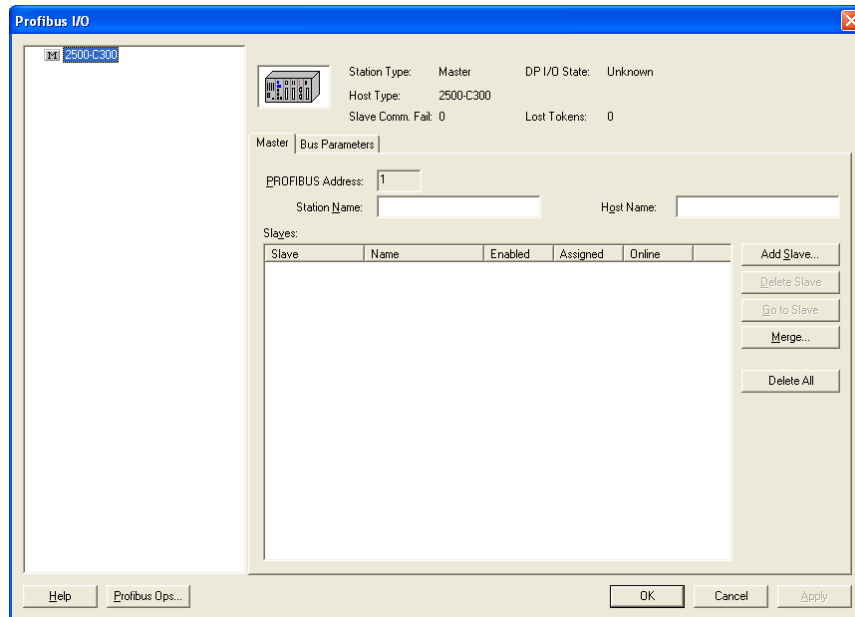 Profibus I/O
M 2500-C300
Station Type: Master DP I/O State: Unknown
Host Type: 2500-C300
Slave Comm. Fail: 0 Lost Tokens: 0
Master Bus Parameters
PROFIBUS Address: 1
Station Name: Host Name:
Slaves:
Slave Name Enabled Assigned Online
Add Slave...
Delete Slave
Go to Slave
Merge...
Delete All
Help Profibus Ops... OK Cancel Apply